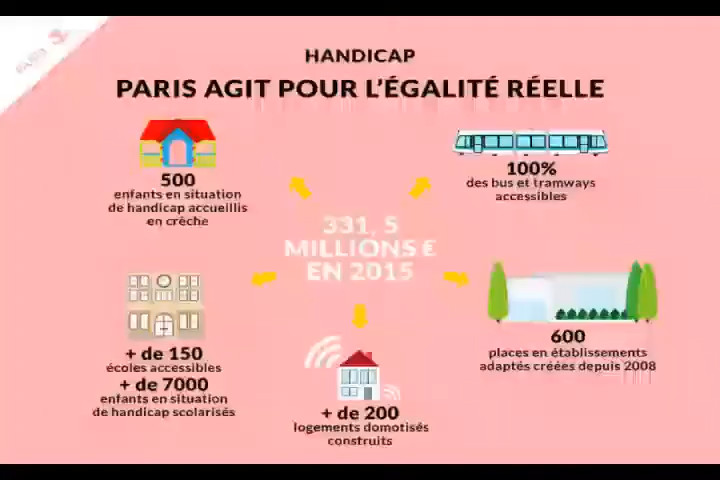 HANDICAP
PARIS AGIT POUR L'ÉGALITÉ RÉELLE
500
enfants en situation
de handicap accueillis
en crèche
100%
des bus et tramways
accessibles
331, 5
MILLIONS €
EN 2015
+ de 150
écoles accessibles
+ de 7000
enfants en situation
de handicap scolarisés
+ de 200
logements domotisés
construits
600
places en établissements
adaptés créées depuis 2008